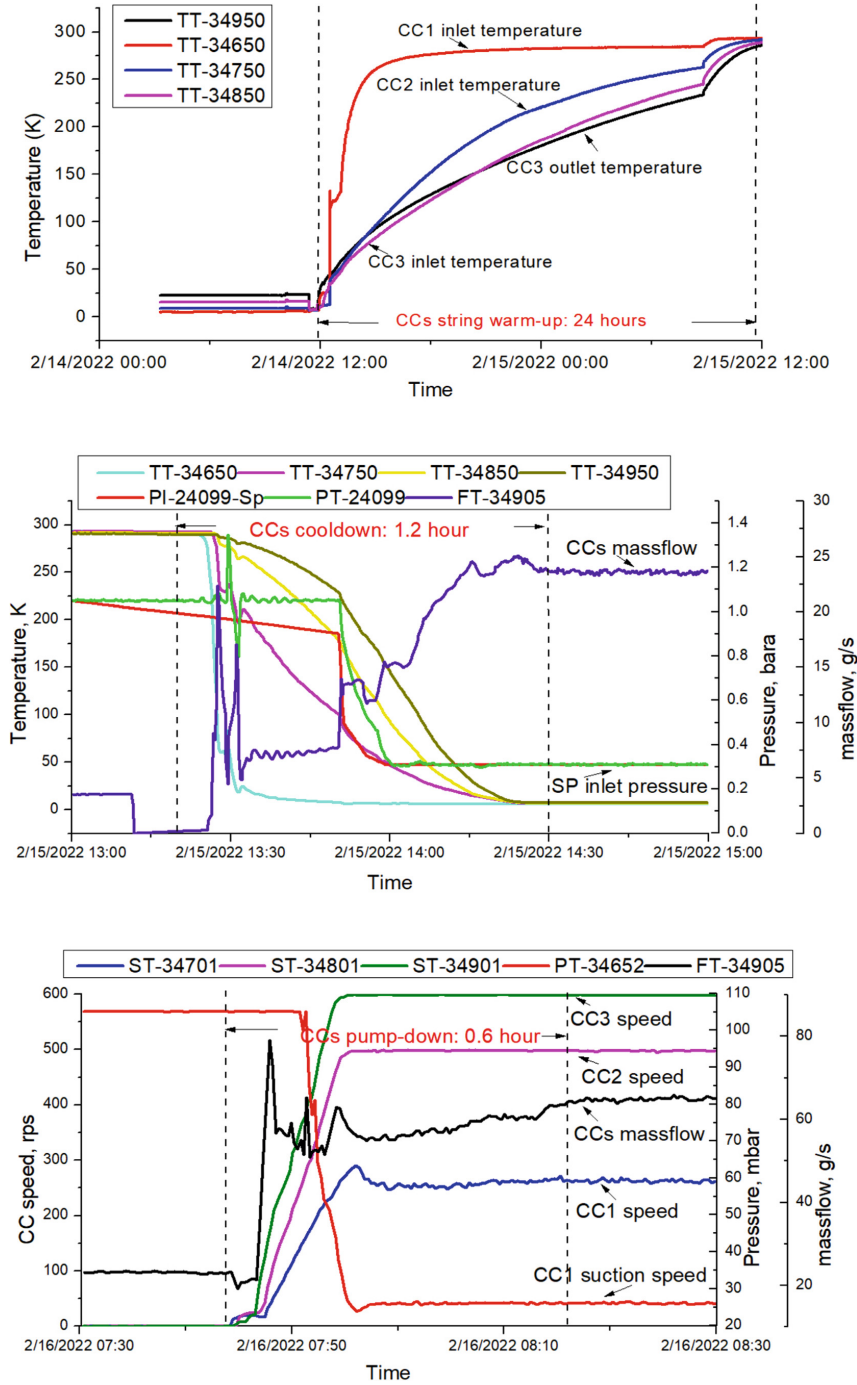 TT-34950
TT-34650
TT-34750
TT-34850
CC1 inlet temperature
CC2 inlet temperature
CC3 outlet temperature
CC3 inlet temperature
CCs string warm-up: 24 hours
Temperature (K)
300
250
200
150
100
50
0
2/14/2022 00:00
2/14/2022 12:00
2/15/2022 00:00
2/15/2022 12:00
Time
TT-34650 TT-34750 TT-34850 TT-34950
PI-24099-Sp PT-24099 FT-34905
CCs cooldown: 1.2 hour
CCs massflow
SP inlet pressure
Temperature, K
300
250
200
150
100
50
0
Pressure, bara
1.4
1.2
1.0
0.8
0.6
0.4
0.2
0.0
massflow, g/s
30
25
20
15
10
5
0
2/15/2022 13:00
2/15/2022 13:30
2/15/2022 14:00
2/15/2022 14:30
2/15/2022 15:00
Time
ST-34701 ST-34801 ST-34901 PT-34652 FT-34905
CCs pump-down: 0.6 hour
CC3 speed
CC2 speed
CCs massflow
CC1 speed
CC1 suction speed
CC speed, rps
600
500
400
300
200
100
0
Pressure, mbar
110
100
90
80
70
60
50
40
30
20
massflow, g/s
80
60
40
20
2/16/2022 07:30
2/16/2022 07:50
2/16/2022 08:10
2/16/2022 08:30
Time